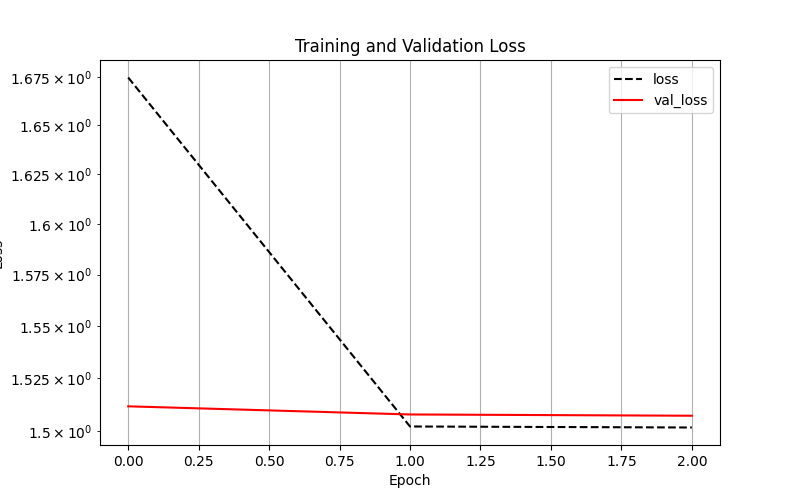 Training and Validation Loss
loss
val_loss
1.675 × 10⁰
1.65 × 10⁰
1.625 × 10⁰
1.6 × 10⁰
1.575 × 10⁰
1.55 × 10⁰
1.525 × 10⁰
1.5 × 10⁰
0.00 0.25 0.50 0.75 1.00 1.25 1.50 1.75 2.00
Epoch